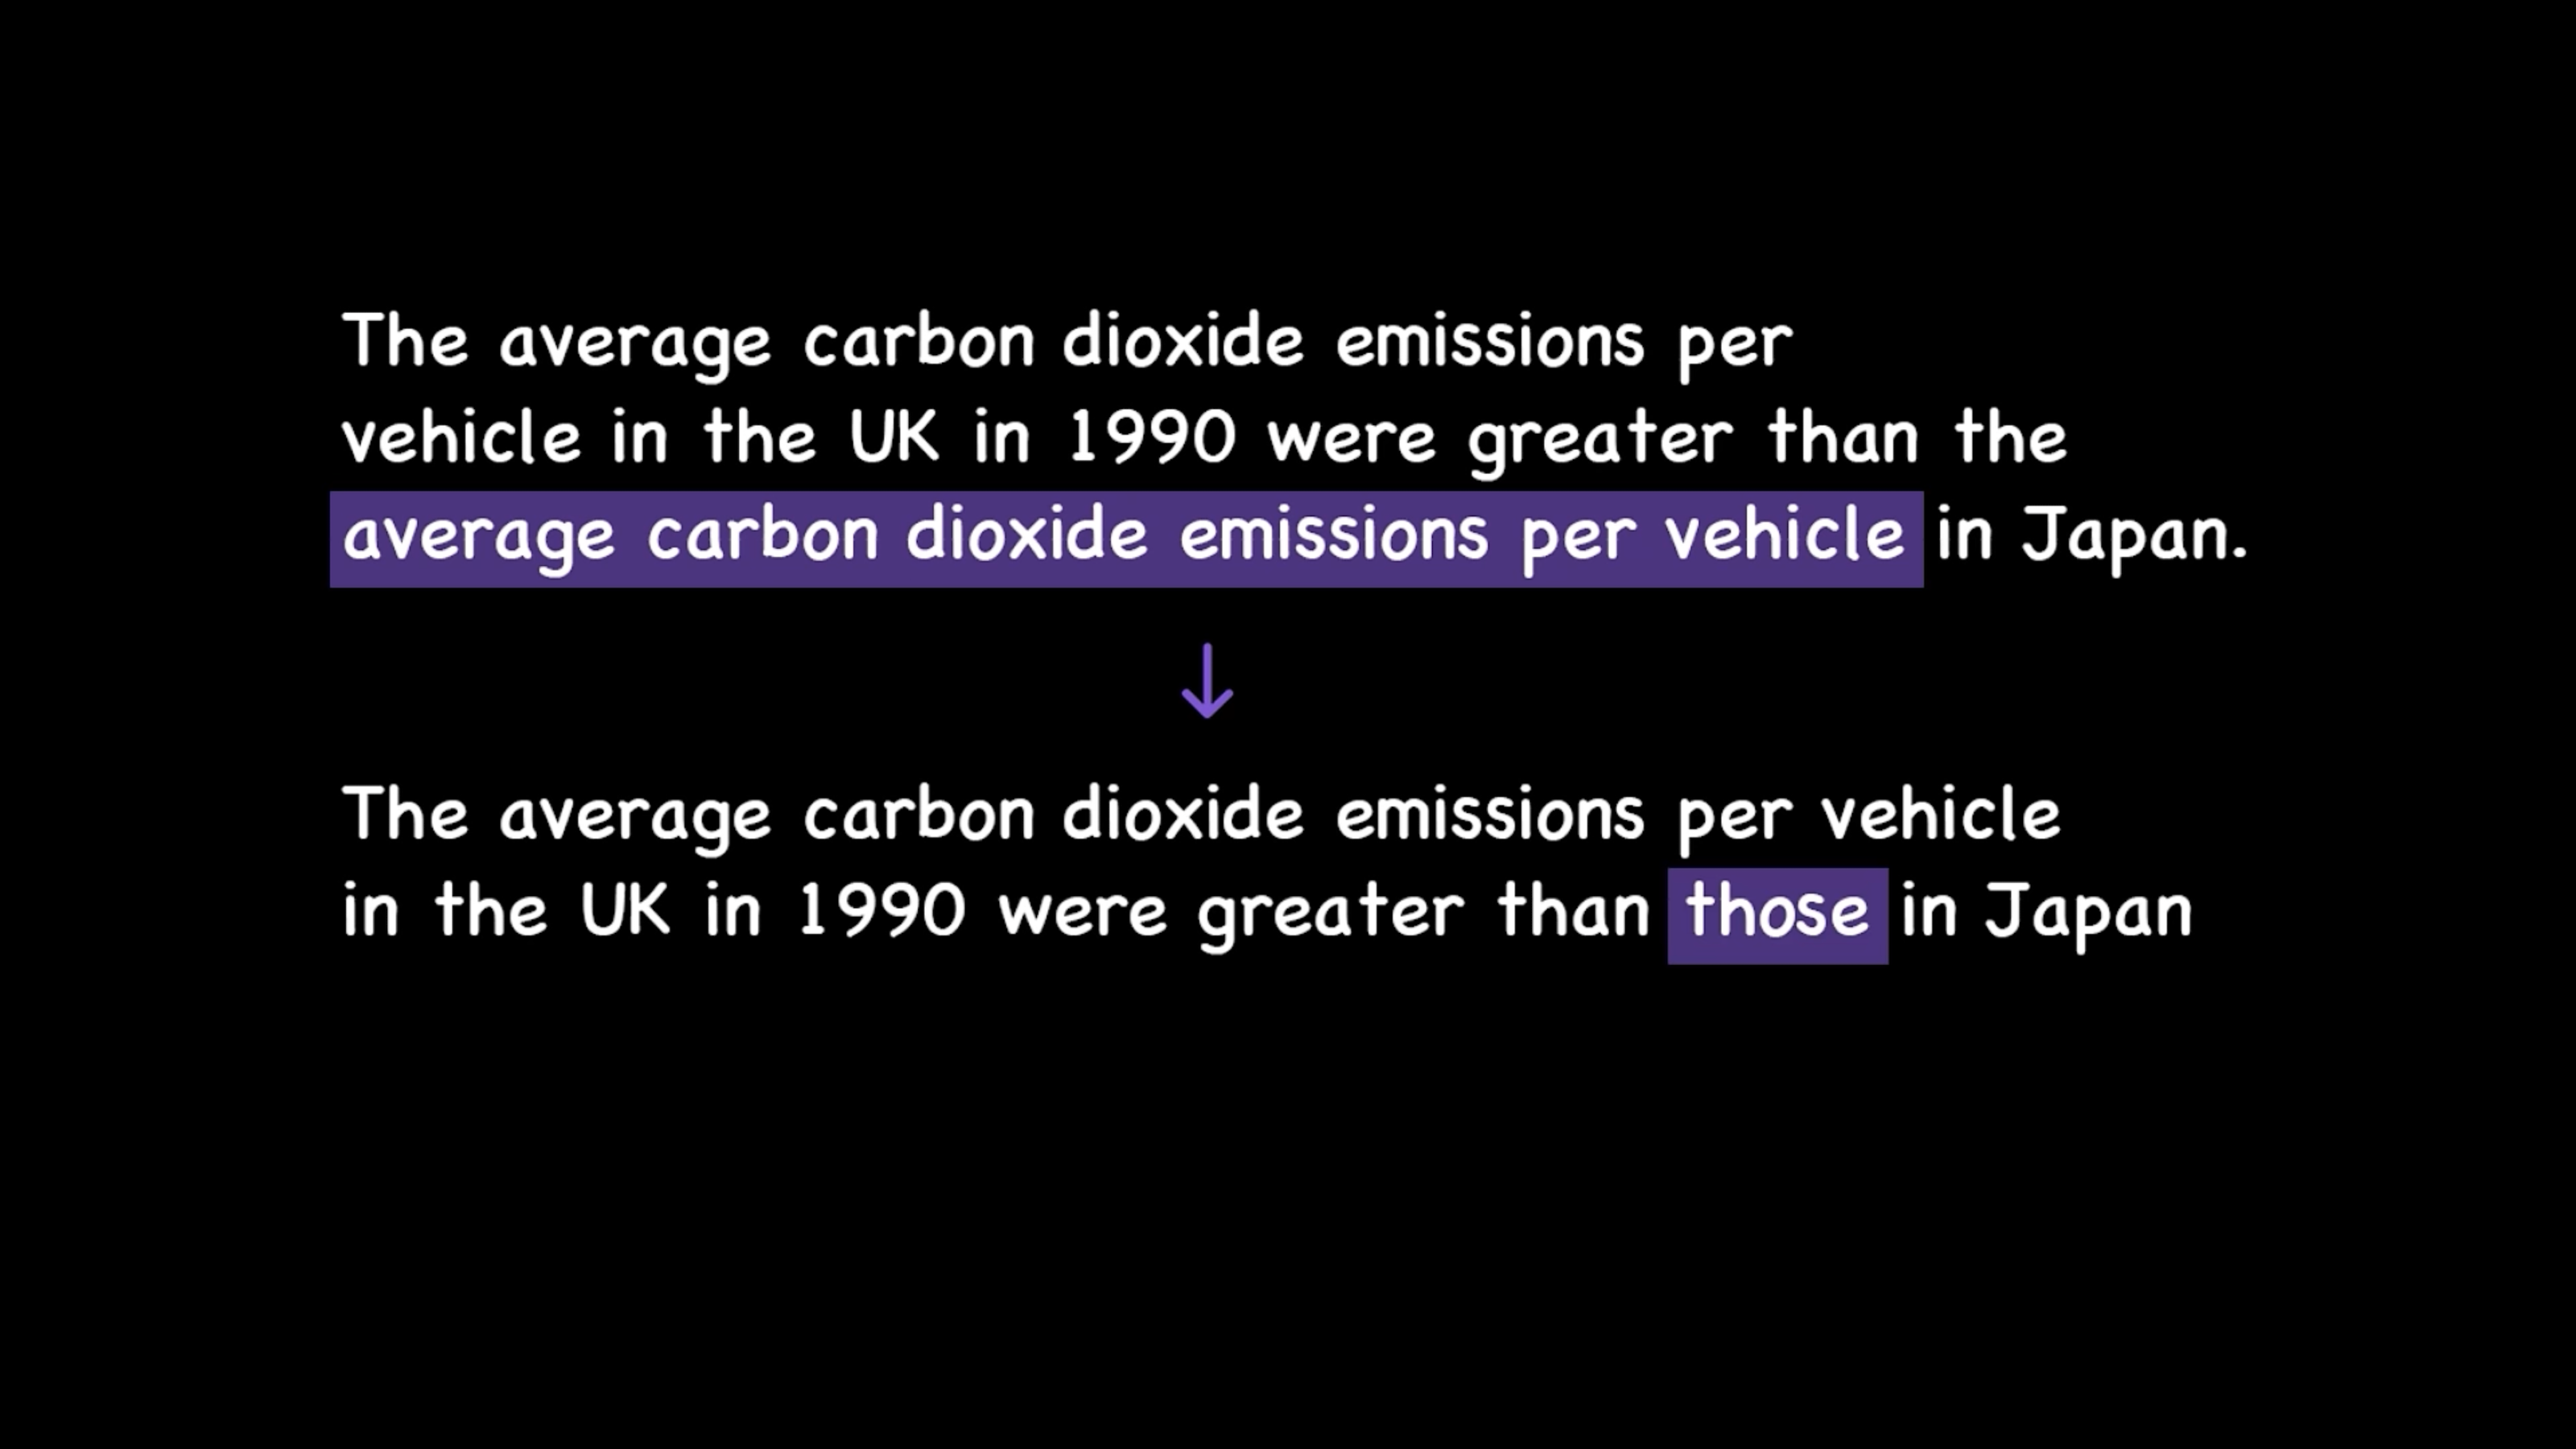 The average carbon dioxide emissions per
vehicle in the UK in 1990 were greater than the
average carbon dioxide emissions per vehicle in Japan.
The average carbon dioxide emissions per vehicle
in the UK in 1990 were greater than those in Japan